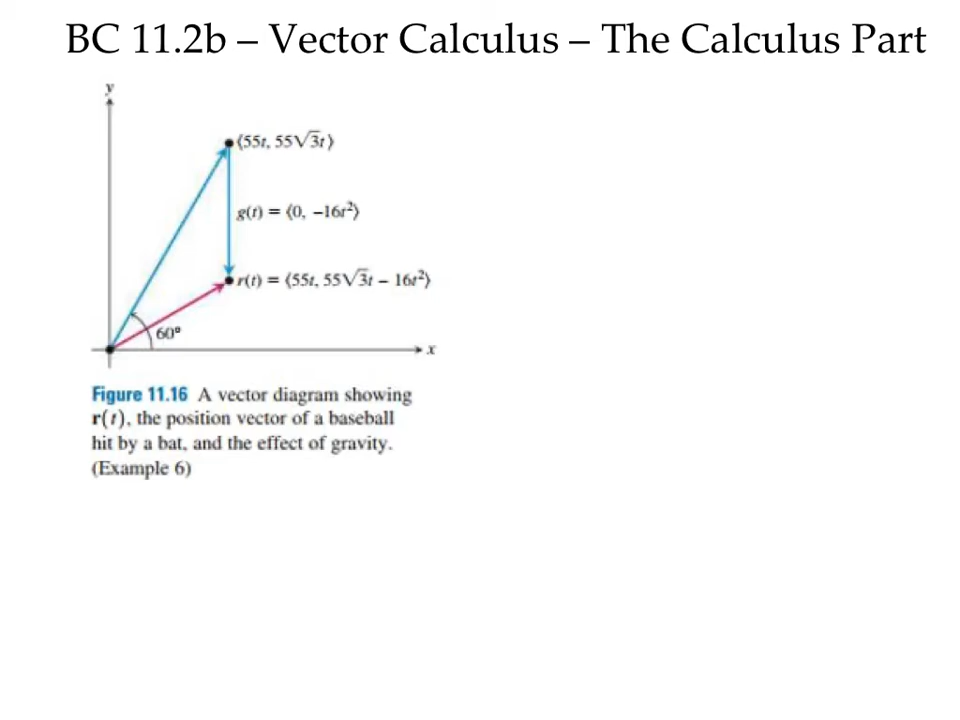 BC 11.2b – Vector Calculus – The Calculus Part
y
⟨55t, 55√3t⟩
g(t) = ⟨0, −16t²⟩
r(t) = ⟨55t, 55√3t − 16t²⟩
60°
x
Figure 11.16 A vector diagram showing
r(t), the position vector of a baseball
hit by a bat, and the effect of gravity.
(Example 6)